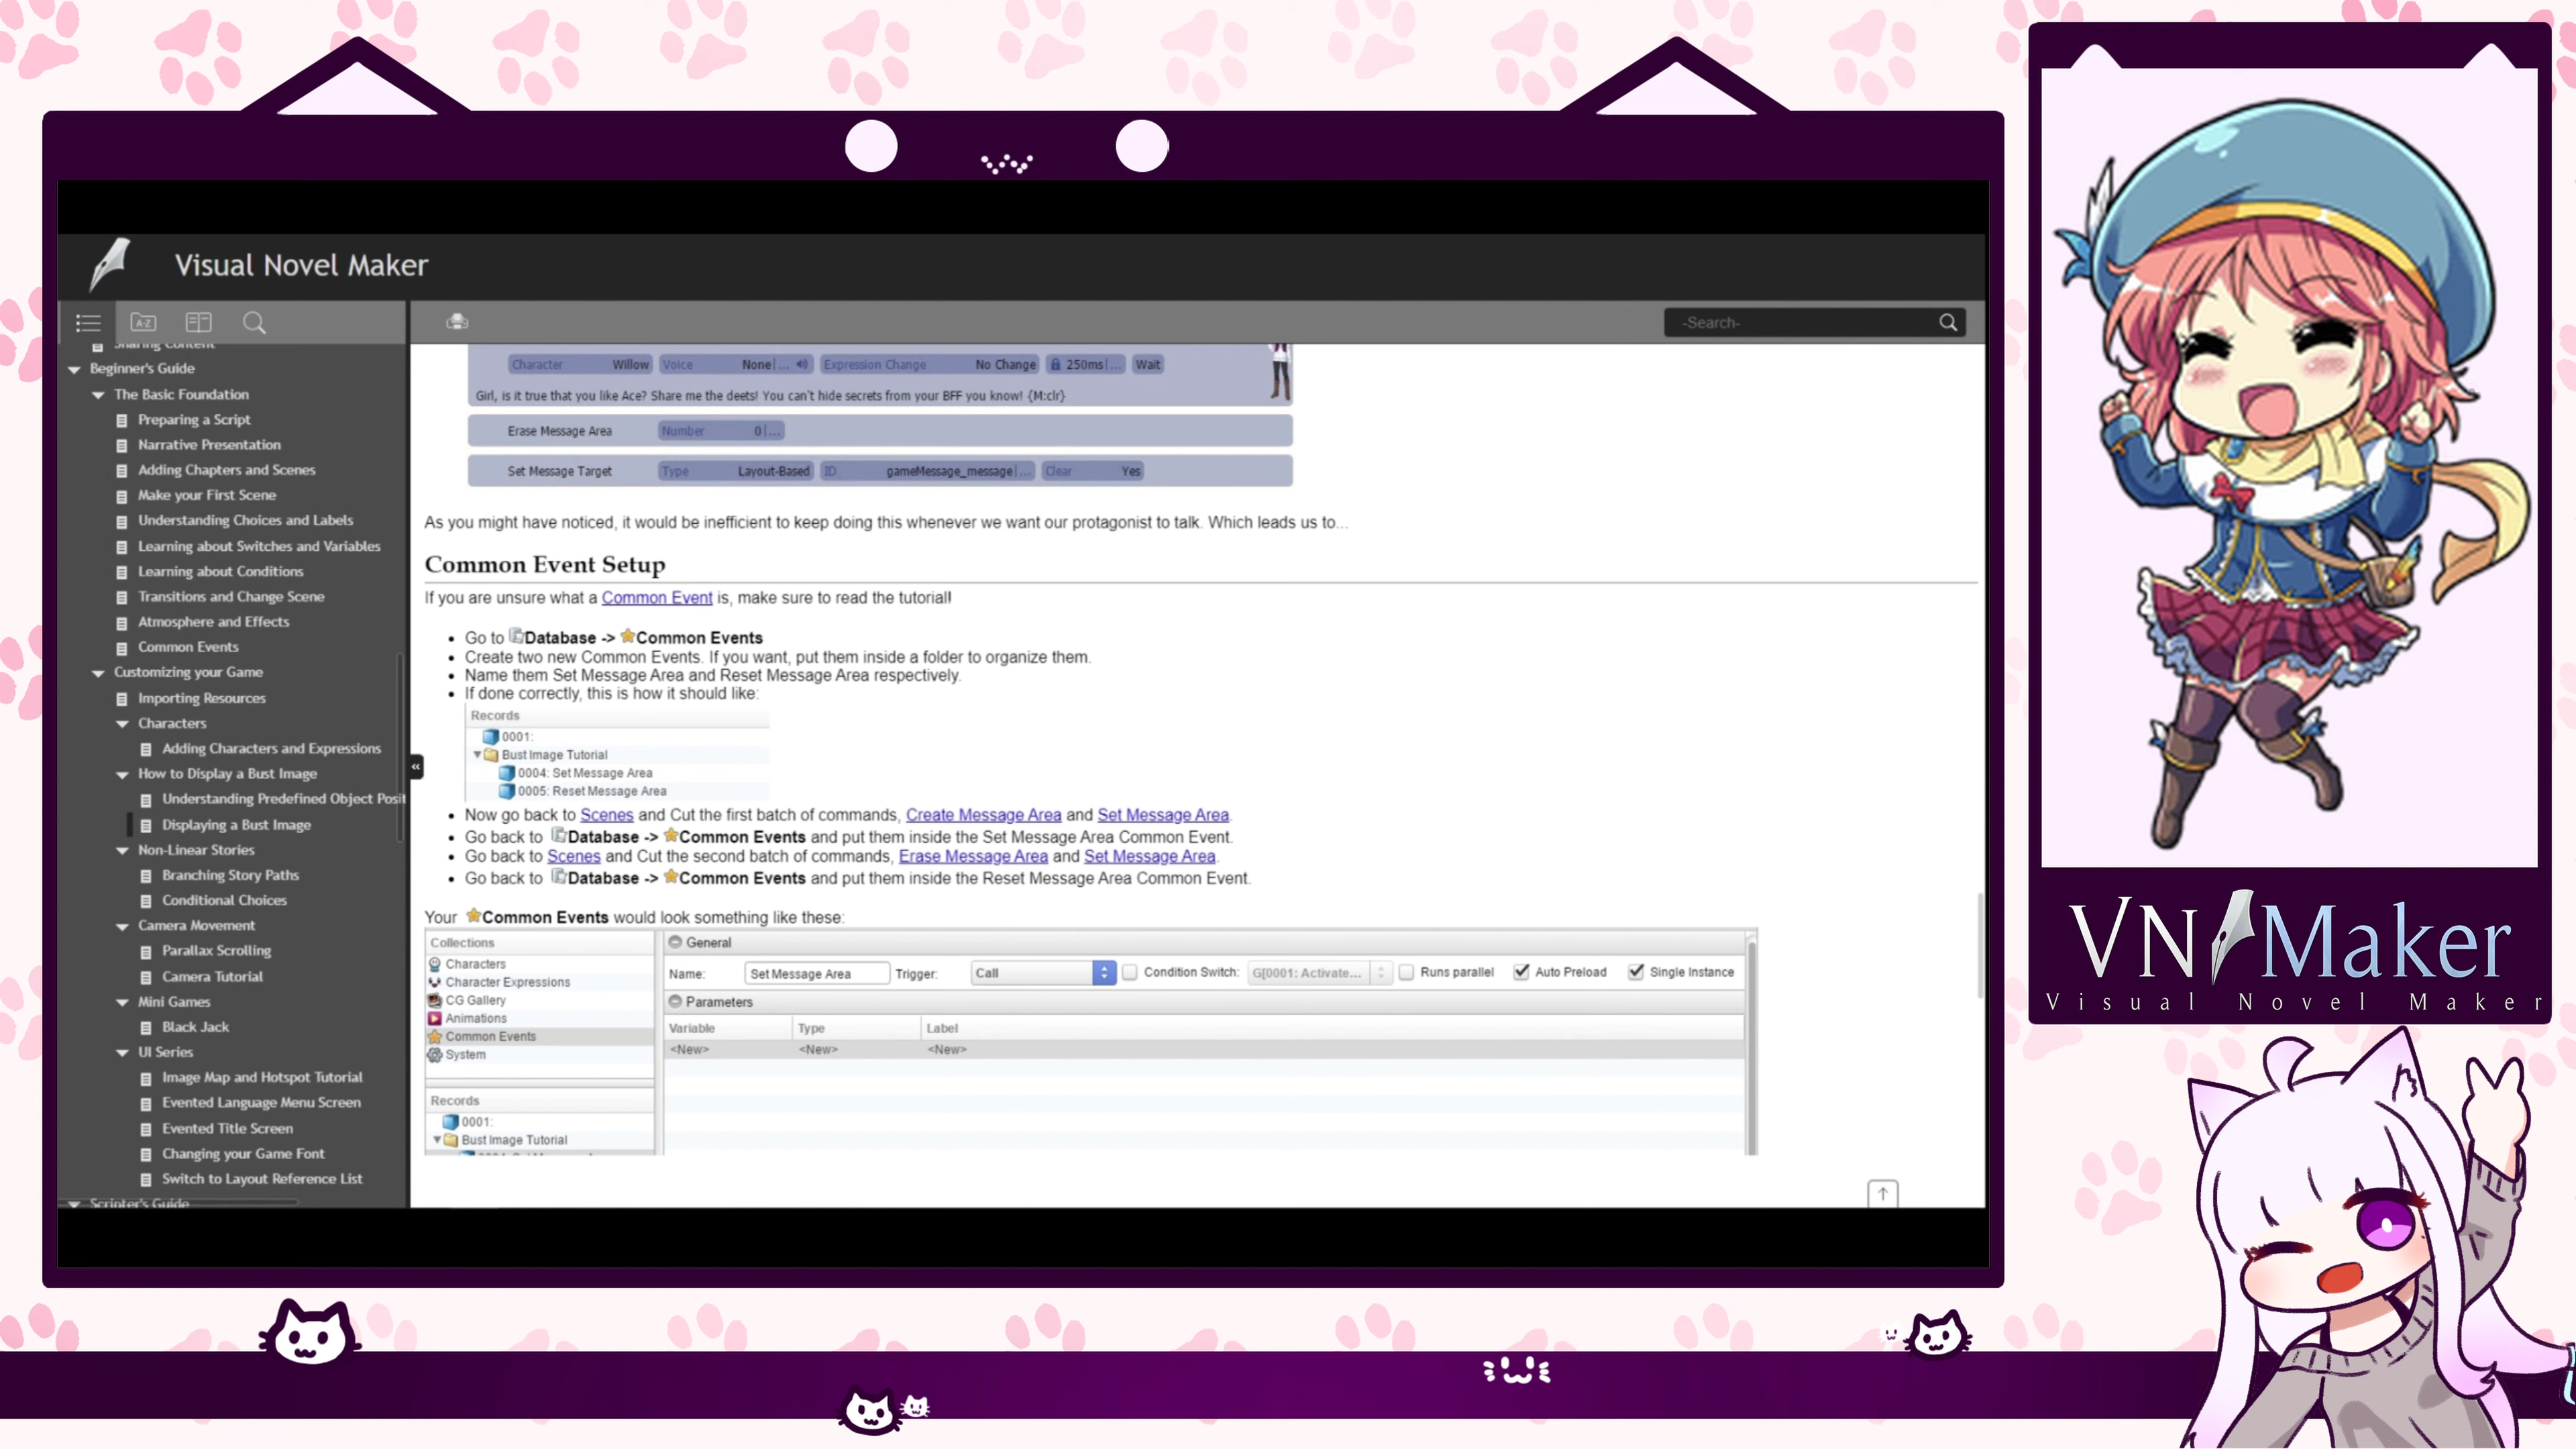 Visual Novel Maker
-Search-
Sharing Content
Beginner's Guide
The Basic Foundation
Preparing a Script
Narrative Presentation
Adding Chapters and Scenes
Make your First Scene
Understanding Choices and Labels
Learning about Switches and Variables
Learning about Conditions
Transitions and Change Scene
Atmosphere and Effects
Common Events
Customizing your Game
Importing Resources
Characters
Adding Characters and Expressions
How to Display a Bust Image
Understanding Predefined Object Posit
Displaying a Bust Image
Non-Linear Stories
Branching Story Paths
Conditional Choices
Camera Movement
Parallax Scrolling
Camera Tutorial
Mini Games
Black Jack
UI Series
Image Map and Hotspot Tutorial
Evented Language Menu Screen
Evented Title Screen
Changing your Game Font
Switch to Layout Reference List
Scripter's Guide
Character Willow Voice None|... Expression Change No Change 250ms|... Wait
Girl, is it true that you like Ace? Share me the deets! You can't hide secrets from your BFF you know! {M:clr}
Erase Message Area Number 0|...
Set Message Target Type Layout-Based ID gameMessage_message|... Clear Yes
As you might have noticed, it would be inefficient to keep doing this whenever we want our protagonist to talk. Which leads us to...
Common Event Setup
If you are unsure what a Common Event is, make sure to read the tutorial!
• Go to Database -> Common Events
• Create two new Common Events. If you want, put them inside a folder to organize them.
• Name them Set Message Area and Reset Message Area respectively.
• If done correctly, this is how it should like:
Records
0001:
Bust Image Tutorial
0004: Set Message Area
0005: Reset Message Area
• Now go back to Scenes and Cut the first batch of commands, Create Message Area and Set Message Area.
• Go back to Database -> Common Events and put them inside the Set Message Area Common Event.
• Go back to Scenes and Cut the second batch of commands, Erase Message Area and Set Message Area.
• Go back to Database -> Common Events and put them inside the Reset Message Area Common Event.
Your Common Events would look something like these:
Collections
Characters
Character Expressions
CG Gallery
Animations
Common Events
System
Records
0001:
Bust Image Tutorial
General
Name: Set Message Area Trigger: Call Condition Switch: G[0001: Activate... Runs parallel Auto Preload Single Instance
Parameters
Variable Type Label
<New> <New> <New>
VN Maker
Visual Novel Maker